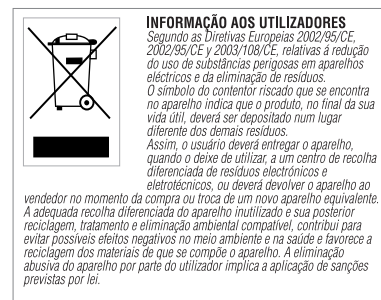 INFORMAÇÃO AOS UTILIZADORES
Segundo as Diretivas Europeias 2002/95/CE,
2002/95/CE y 2003/108/CE, relativas á redução
do uso de substâncias perigosas em aparelhos
eléctricos e da eliminação de resíduos.
O símbolo do contentor riscado que se encontra
no aparelho indica que o produto, no final da sua
vida útil, deverá ser depositado num lugar
diferente dos demais resíduos.
Assim, o usuário deverá entregar o aparelho,
quando o deixe de utilizar, a um centro de recolha
diferenciada de resíduos electrónicos e
eletrotécnicos, ou deverá devolver o aparelho ao
vendedor no momento da compra ou troca de um novo aparelho equivalente.
A adequada recolha diferenciada do aparelho inutilizado e sua posterior
reciclagem, tratamento e eliminação ambiental compatível, contribui para
evitar possíveis efeitos negativos no meio ambiente e na saúde e favorece a
reciclagem dos materiais de que se compõe o aparelho. A eliminação
abusiva do aparelho por parte do utilizador implica a aplicação de sanções
previstas por lei.